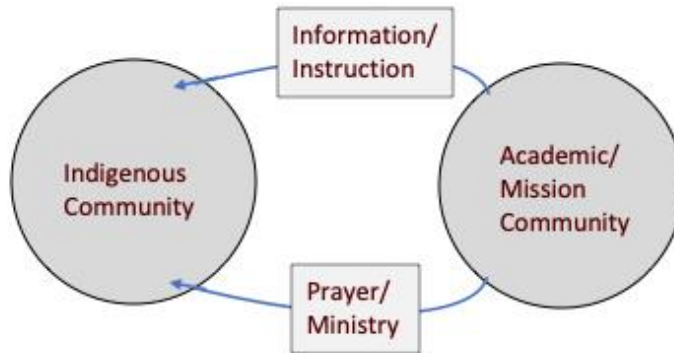 Information/
Instruction
Indigenous
Community
Academic/
Mission
Community
Prayer/
Ministry